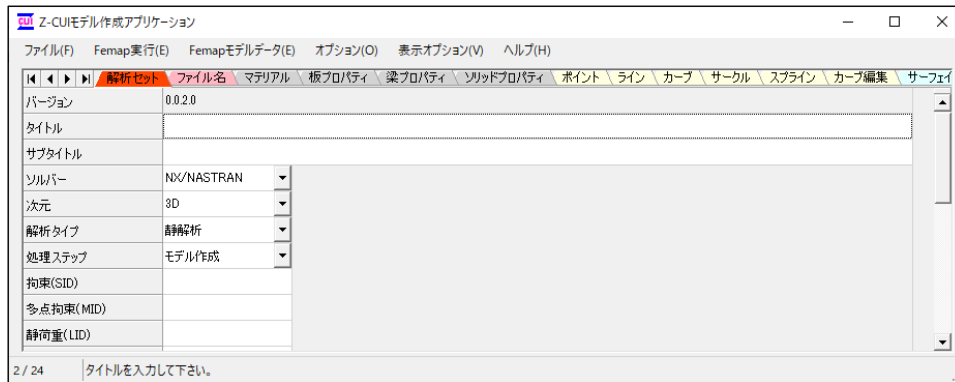 CUI Z-CUIモデル作成アプリケーション
ファイル(F) Femap実行(E) Femapモデルデータ(E) オプション(O) 表示オプション(V) ヘルプ(H)
解析セット ファイル名 マテリアル 板プロパティ 梁プロパティ ソリッドプロパティ ポイント ライン カーブ サークル スプライン カーブ編集 サーフェイ
バージョン 0.0.2.0
タイトル
サブタイトル
ソルバー NX/NASTRAN
次元 3D
解析タイプ 静解析
処理ステップ モデル作成
拘束(SID)
多点拘束(MID)
静荷重(LID)
2 / 24 タイトルを入力して下さい。